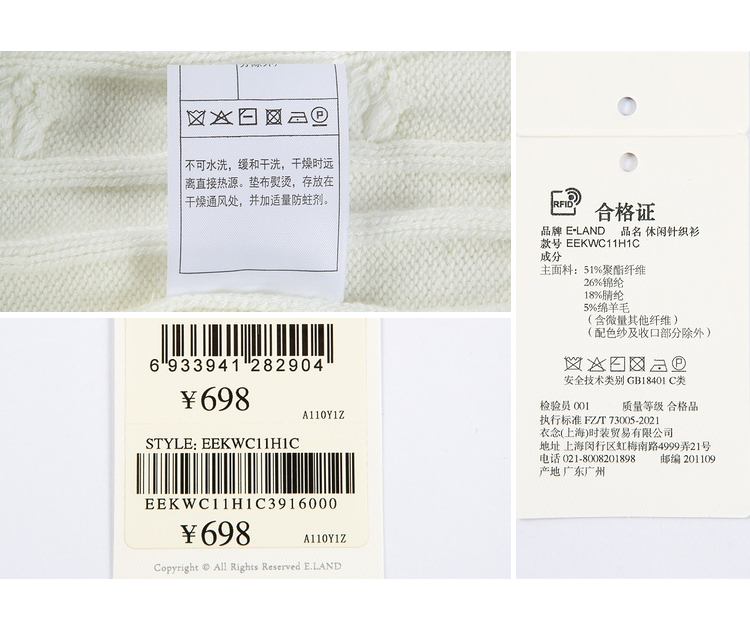 不可水洗，缓和干洗，干燥时远
离直接热源。垫布熨烫，存放在
干燥通风处，并加适量防蛀剂。
6 933941 282904
¥698
A110Y1Z
STYLE: EEKWC11H1C
EEKWC11H1C3916000
¥698
A110Y1Z
Copyright © All Rights Reserved E.LAND
RFID
合格证
品牌 E•LAND 品名 休闲针织衫
款号 EEKWC11H1C
成分
主面料：51%聚酯纤维
26%锦纶
18%腈纶
5%绵羊毛
（含微量其他纤维）
（配色纱及收口部分除外）
安全技术类别 GB18401 C类
检验员 001 质量等级 合格品
执行标准 FZ/T 73005-2021
衣念(上海)时装贸易有限公司
地址 上海闵行区虹梅南路4999弄21号
电话 021-8008201898 邮编 201109
产地 广东广州